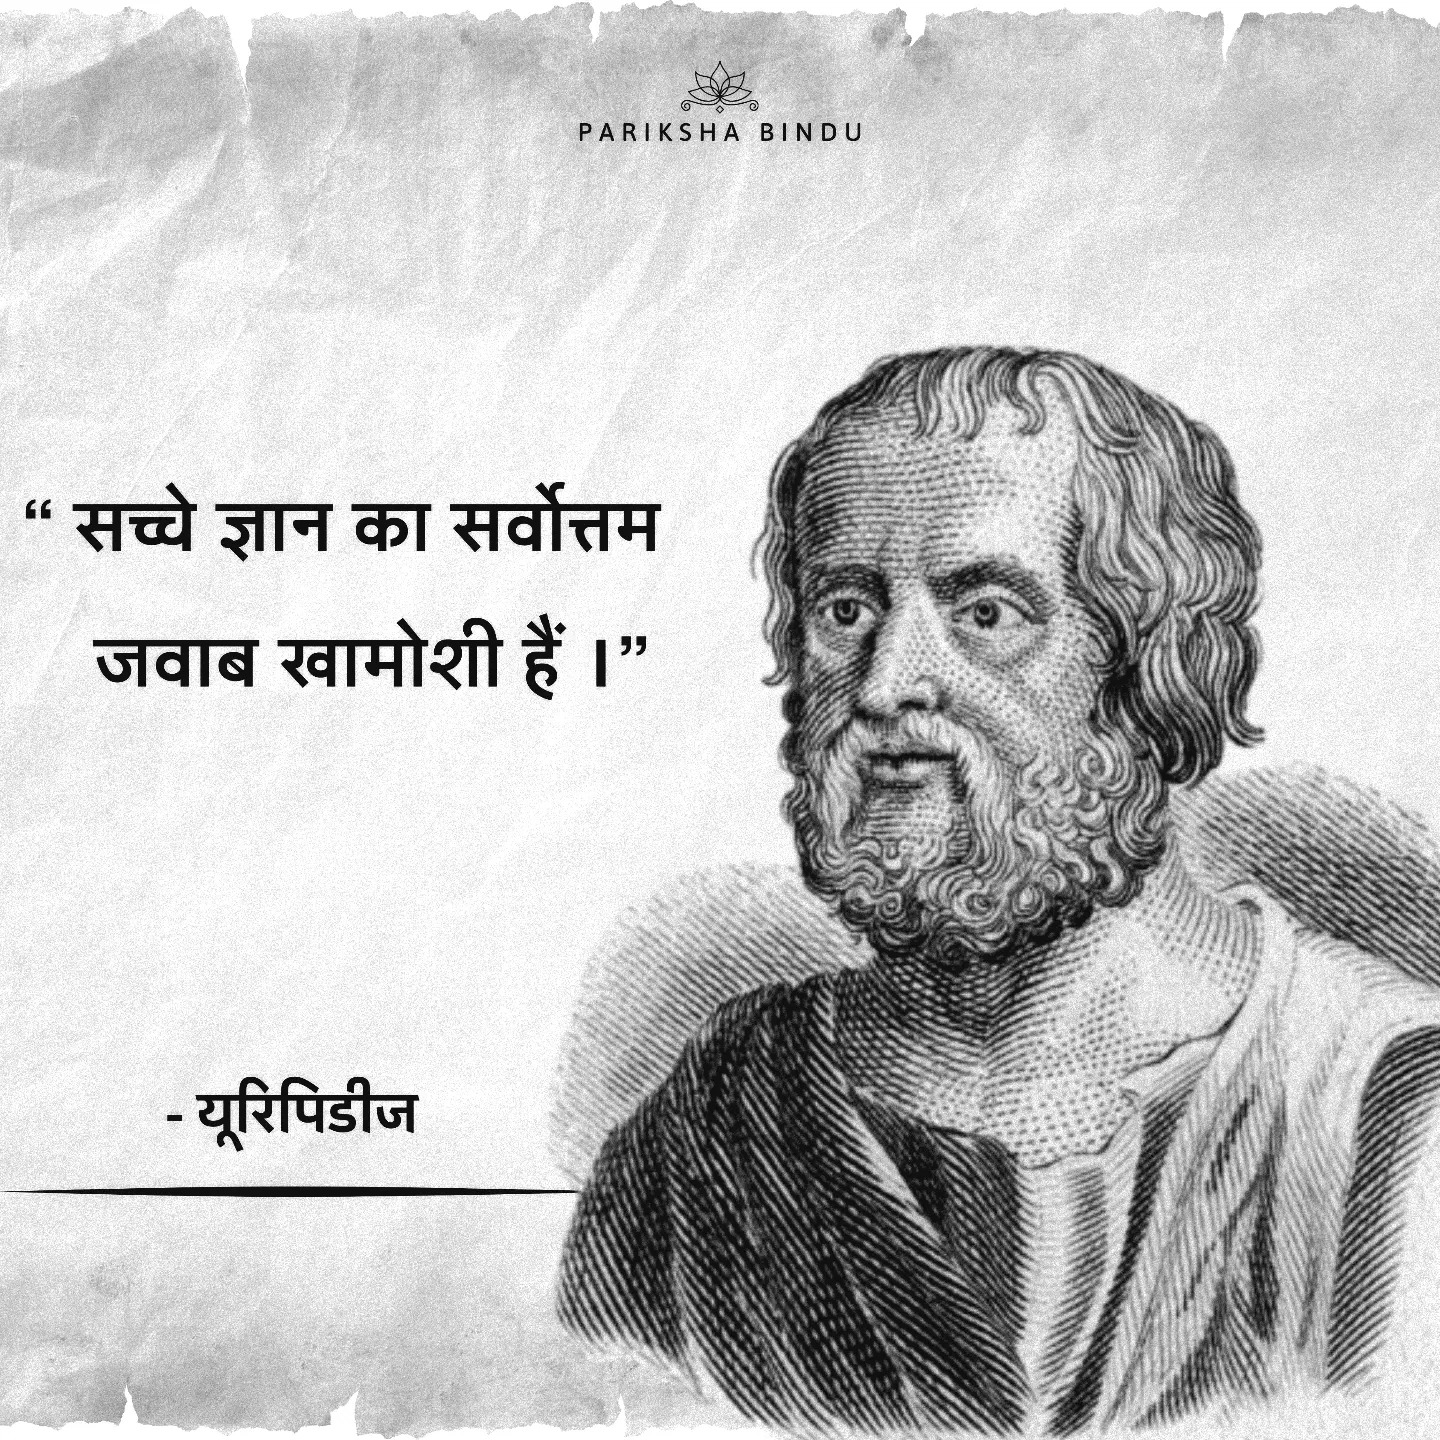 PARIKSHA BINDU
“ सच्चे ज्ञान का सर्वोत्तम
जवाब खामोशी हैं ।”
- यूरिपिडीज